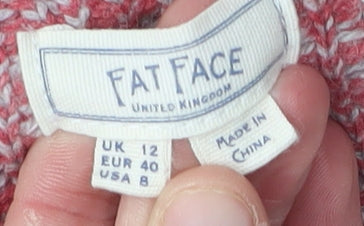 FAT FACE
UNITED KINGDOM
UK 12
EUR 40
USA 8
MADE IN
CHINA